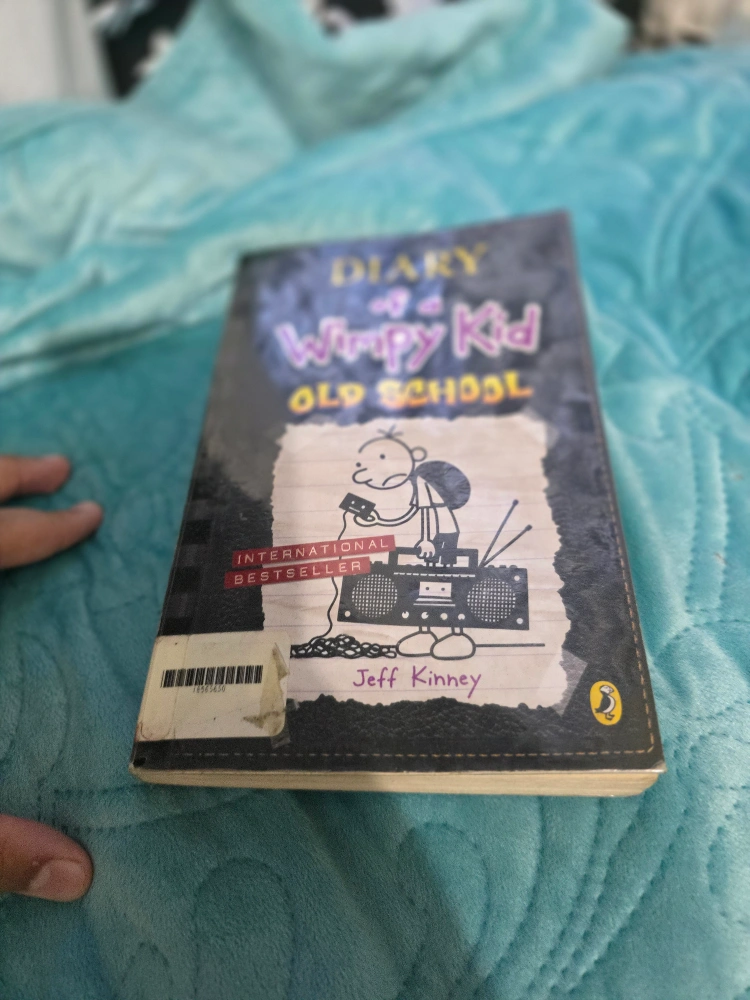 DIARY
of a
Wimpy Kid
OLD SCHOOL
INTERNATIONAL
BESTSELLER
Jeff Kinney